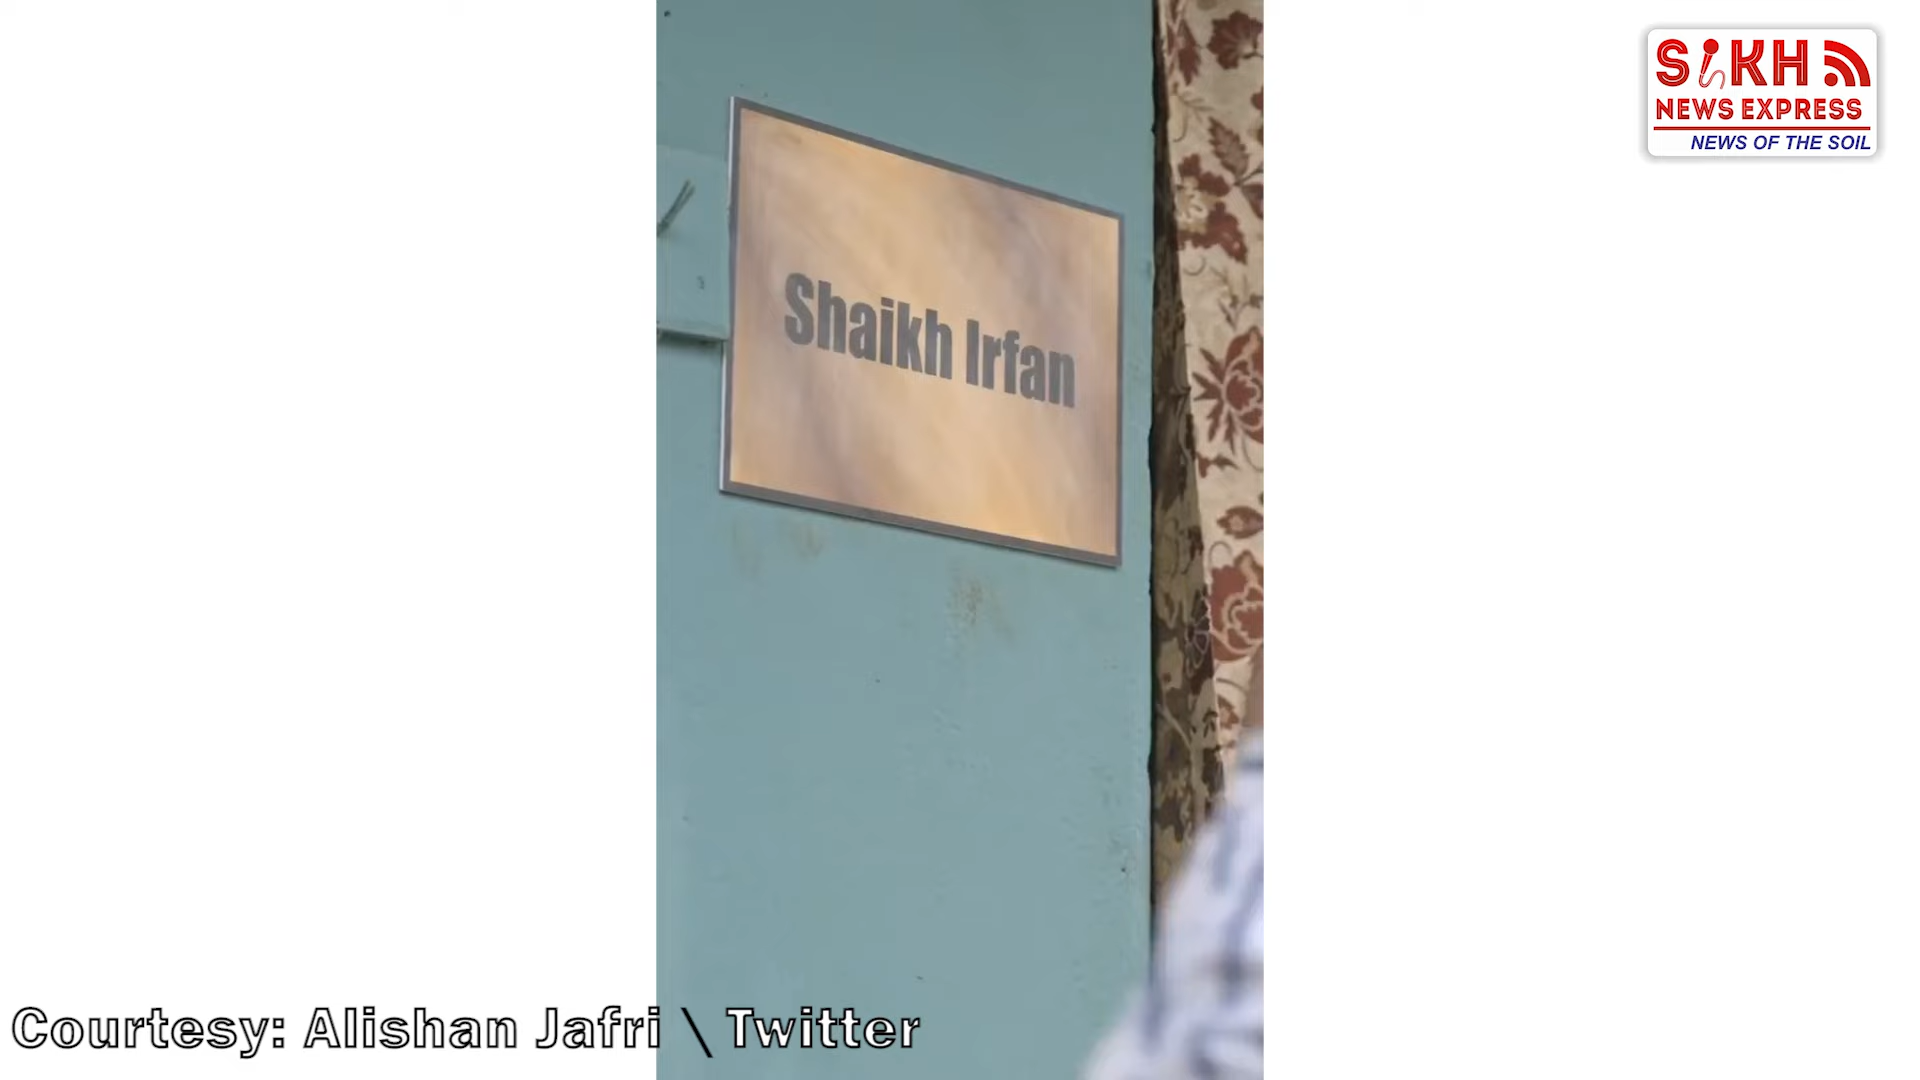 SIKH
NEWS EXPRESS
NEWS OF THE SOIL
Shaikh Irfan
Courtesy: Alishan Jafri \ Twitter